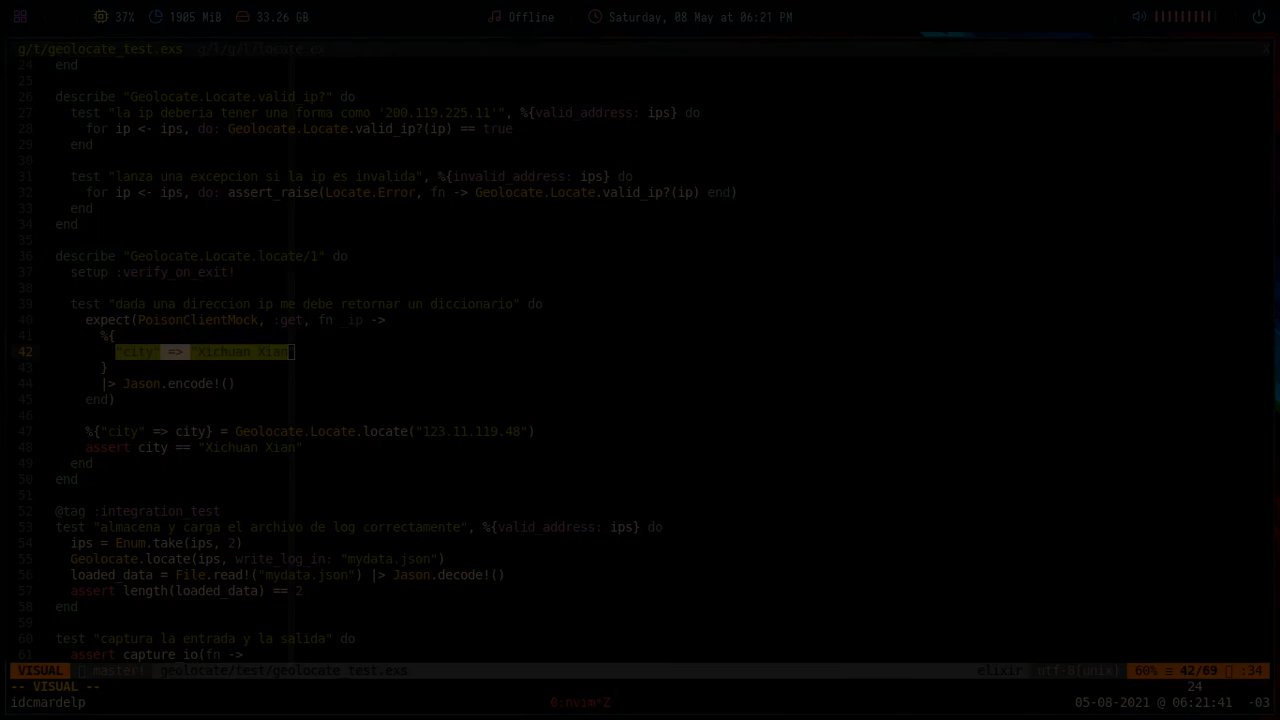 37% 1905 MiB 33.26 GB Offline Saturday, 08 May at 06:21 PM
g/t/geolocate_test.exs g/l/g/l/locate.ex X
24 end
25
26 describe "Geolocate.Locate.valid_ip?" do
27 test "la ip deberia tener una forma como '200.119.225.11'", %{valid_address: ips} do
28 for ip <- ips, do: Geolocate.Locate.valid_ip?(ip) == true
29 end
30
31 test "lanza una excepcion si la ip es invalida", %{invalid_address: ips} do
32 for ip <- ips, do: assert_raise(Locate.Error, fn -> Geolocate.Locate.valid_ip?(ip) end)
33 end
34 end
35
36 describe "Geolocate.Locate.locate/1" do
37 setup :verify_on_exit!
38
39 test "dada una direccion ip me debe retornar un diccionario" do
40 expect(PoisonClientMock, :get, fn _ip ->
41 %{
42 "city" => "Xichuan Xian"
43 }
44 |> Jason.encode!()
45 end)
46
47 %{"city" => city} = Geolocate.Locate.locate("123.11.119.48")
48 assert city == "Xichuan Xian"
49 end
50 end
51
52 @tag :integration_test
53 test "almacena y carga el archivo de log correctamente", %{valid_address: ips} do
54 ips = Enum.take(ips, 2)
55 Geolocate.locate(ips, write_log_in: "mydata.json")
56 loaded_data = File.read!("mydata.json") |> Jason.decode!()
57 assert length(loaded_data) == 2
58 end
59
60 test "captura la entrada y la salida" do
61 assert capture_io(fn ->
VISUAL master! geolocate/test/geolocate_test.exs elixir utf-8[unix] 60% ≡ 42/69 :34
-- VISUAL -- 24
idcmardelp 0:nvim*Z 05-08-2021 @ 06:21:41 -03